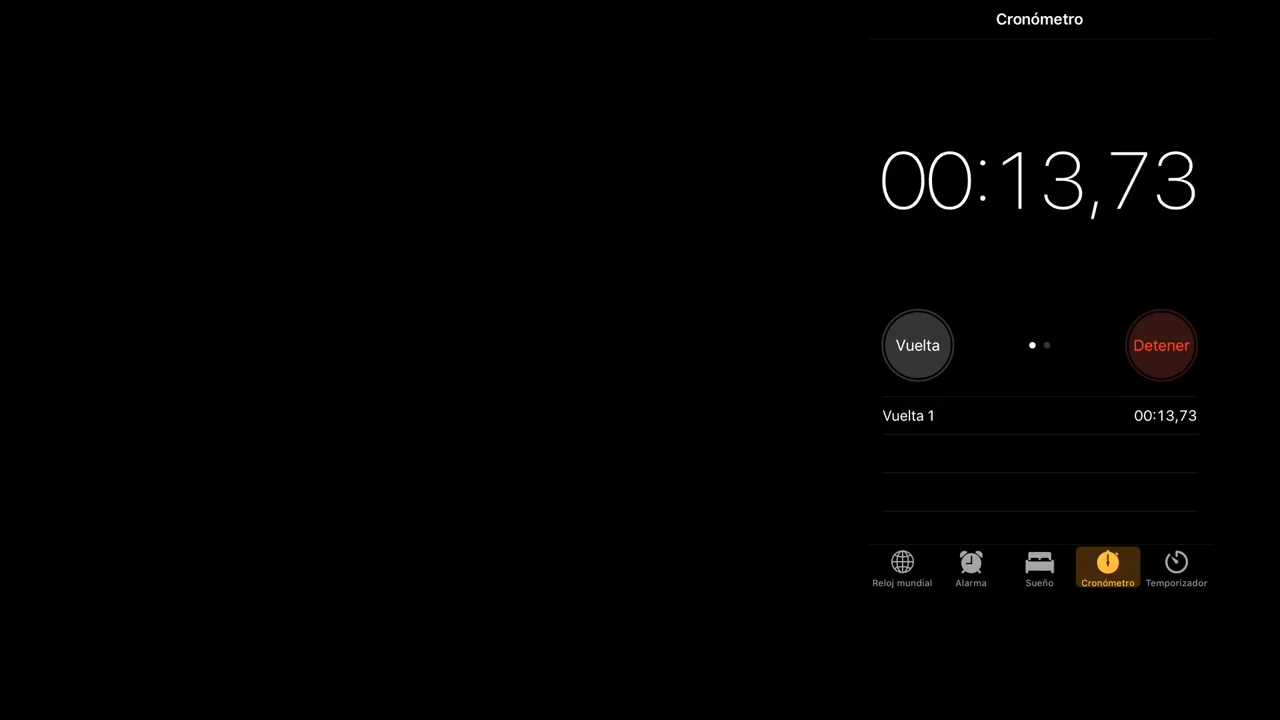 Cronómetro
00:13,73
Vuelta
Detener
Vuelta 1 00:13,73
Reloj mundial Alarma Sueño Cronómetro Temporizador